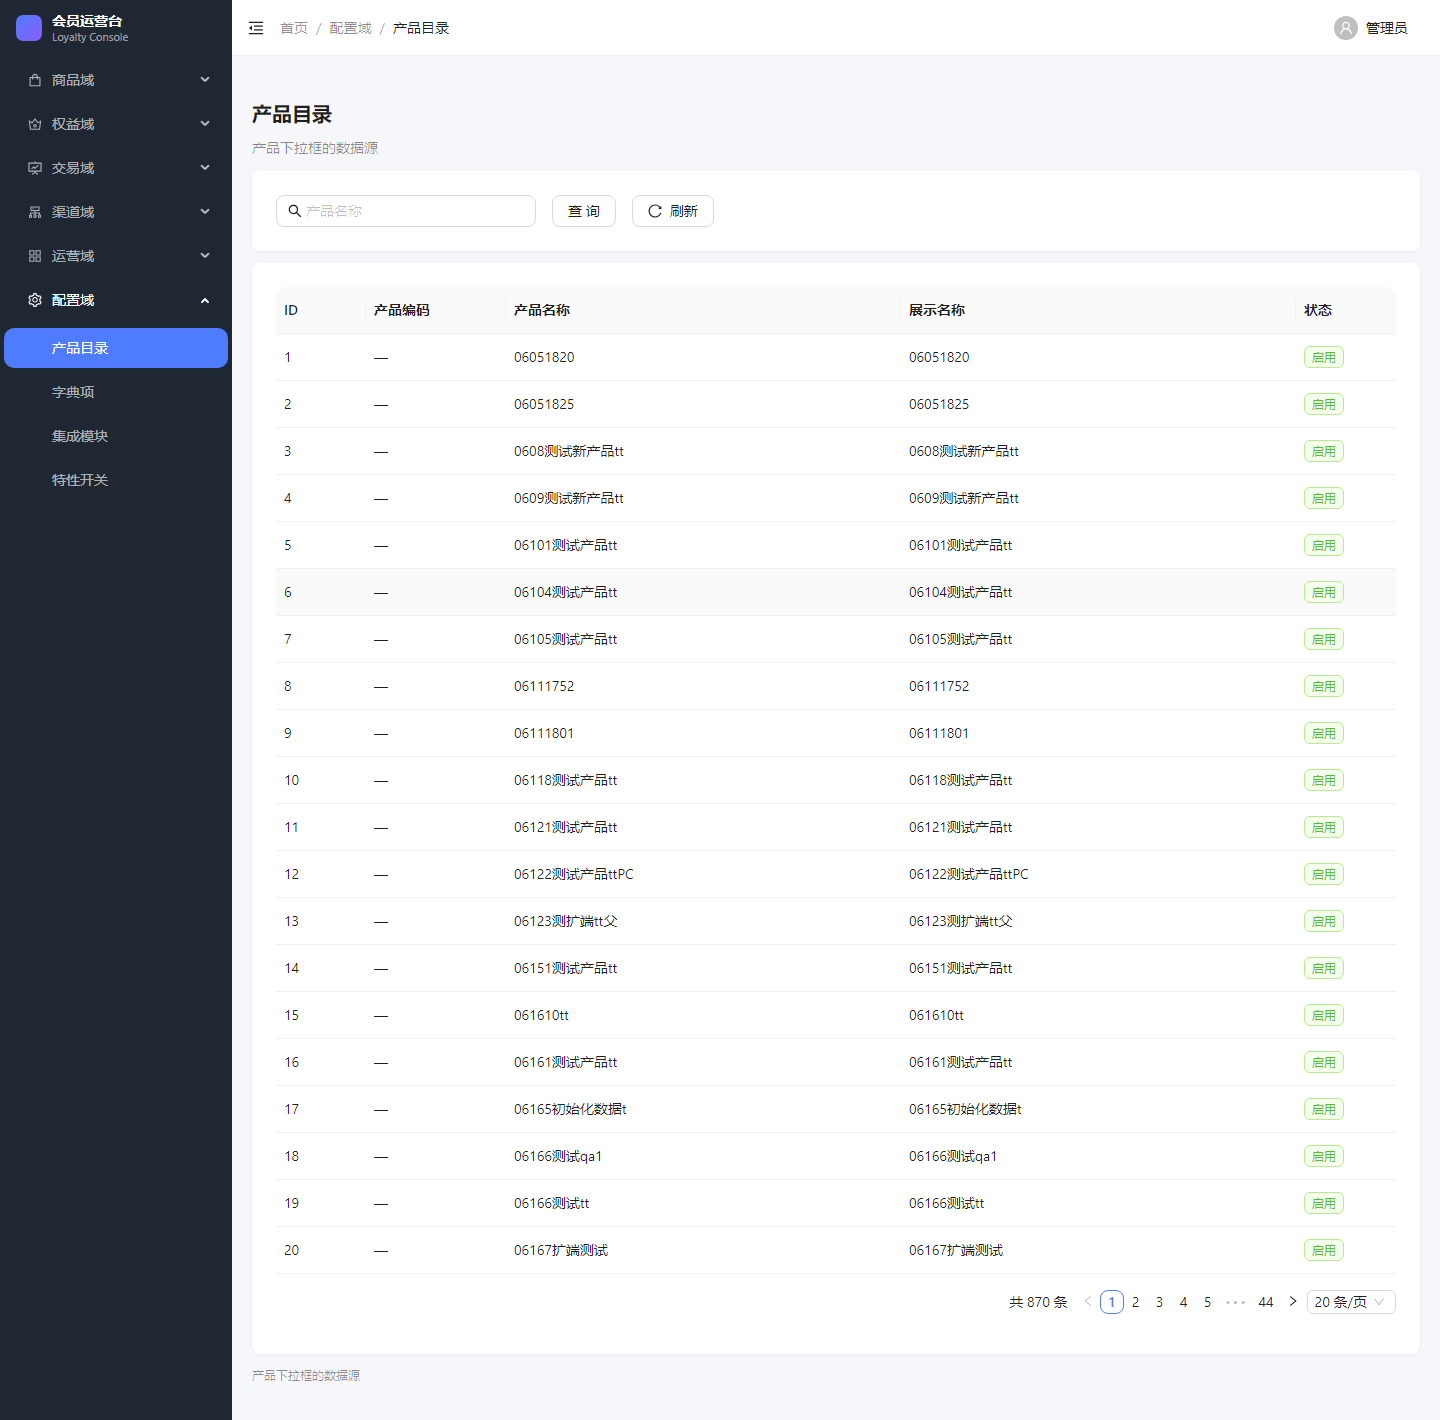 会员运营台
Loyalty Console
商品域
权益域
交易域
渠道域
运营域
配置域
产品目录
字典项
集成模块
特性开关
首页 / 配置域 / 产品目录
管理员
产品目录
产品下拉框的数据源
产品名称 查 询 刷新
ID 产品编码 产品名称 展示名称 状态
1 — 06051820 06051820 启用
2 — 06051825 06051825 启用
3 — 0608测试新产品tt 0608测试新产品tt 启用
4 — 0609测试新产品tt 0609测试新产品tt 启用
5 — 06101测试产品tt 06101测试产品tt 启用
6 — 06104测试产品tt 06104测试产品tt 启用
7 — 06105测试产品tt 06105测试产品tt 启用
8 — 06111752 06111752 启用
9 — 06111801 06111801 启用
10 — 06118测试产品tt 06118测试产品tt 启用
11 — 06121测试产品tt 06121测试产品tt 启用
12 — 06122测试产品ttPC 06122测试产品ttPC 启用
13 — 06123测扩端tt父 06123测扩端tt父 启用
14 — 06151测试产品tt 06151测试产品tt 启用
15 — 061610tt 061610tt 启用
16 — 06161测试产品tt 06161测试产品tt 启用
17 — 06165初始化数据t 06165初始化数据t 启用
18 — 06166测试qa1 06166测试qa1 启用
19 — 06166测试tt 06166测试tt 启用
20 — 06167扩端测试 06167扩端测试 启用
共 870 条 1 2 3 4 5 ••• 44 20 条/页
产品下拉框的数据源